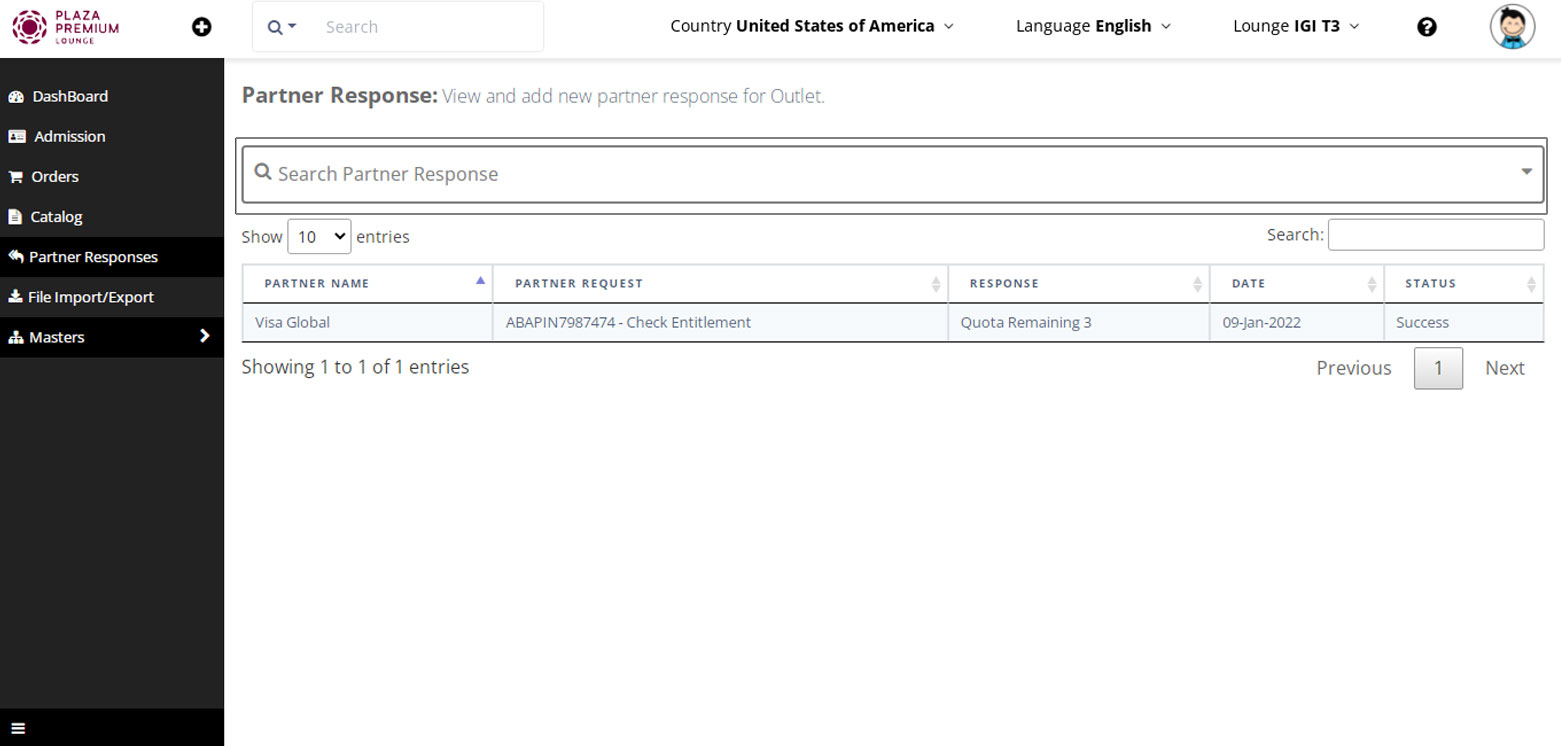 PLAZA
PREMIUM
LOUNGE
Search
Country United States of America
Language English
Lounge IGI T3
DashBoard
Admission
Orders
Catalog
Partner Responses
File Import/Export
Masters
Partner Response: View and add new partner response for Outlet.
Search Partner Response
Show 10 entries
Search:
PARTNER NAME PARTNER REQUEST RESPONSE DATE STATUS
Visa Global ABAPIN7987474 - Check Entitlement Quota Remaining 3 09-Jan-2022 Success
Showing 1 to 1 of 1 entries
Previous 1 Next